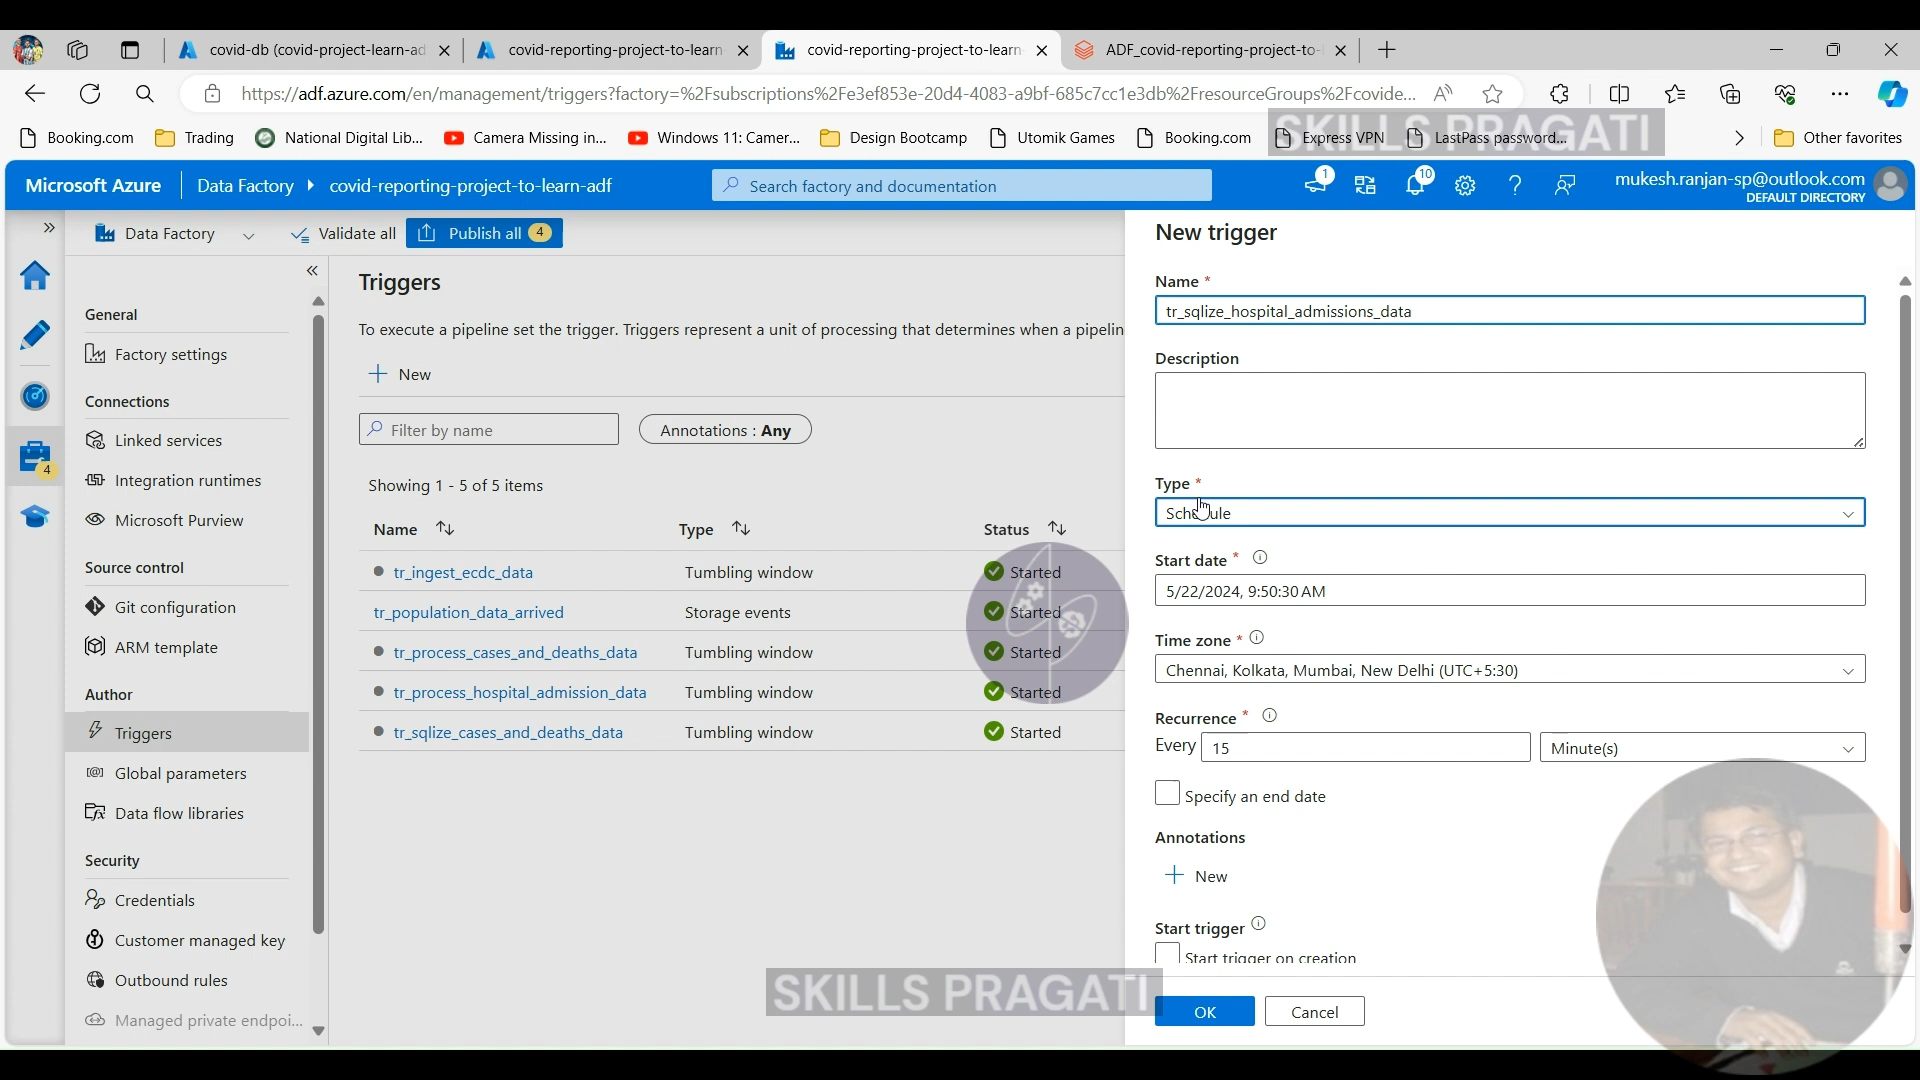 covid-db (covid-project-learn-ad
covid-reporting-project-to-learn
covid-reporting-project-to-learn
ADF_covid-reporting-project-to-
https://adf.azure.com/en/management/triggers?factory=%2Fsubscriptions%2Fe3ef853e-20d4-4083-a9bf-685c7cc1e3db%2FresourceGroups%2Fcovide...
Booking.com
Trading
National Digital Lib...
Camera Missing in...
Windows 11: Camer...
Design Bootcamp
Utomik Games
Booking.com
Express VPN
LastPass password...
Other favorites
SKILLS PRAGATI
Microsoft Azure
Data Factory
covid-reporting-project-to-learn-adf
Search factory and documentation
1
10
mukesh.ranjan-sp@outlook.com
DEFAULT DIRECTORY
Data Factory
Validate all
Publish all 4
4
General
Factory settings
Connections
Linked services
Integration runtimes
Microsoft Purview
Source control
Git configuration
ARM template
Author
Triggers
Global parameters
Data flow libraries
Security
Credentials
Customer managed key
Outbound rules
Managed private endpoi...
Triggers
To execute a pipeline set the trigger. Triggers represent a unit of processing that determines when a pipelin
New
Filter by name
Annotations : Any
Showing 1 - 5 of 5 items
Name Type Status
tr_ingest_ecdc_data Tumbling window Started
tr_population_data_arrived Storage events Started
tr_process_cases_and_deaths_data Tumbling window Started
tr_process_hospital_admission_data Tumbling window Started
tr_sqlize_cases_and_deaths_data Tumbling window Started
New trigger
Name *
tr_sqlize_hospital_admissions_data
Description
Type *
Schedule
Start date *
5/22/2024, 9:50:30 AM
Time zone *
Chennai, Kolkata, Mumbai, New Delhi (UTC+5:30)
Recurrence *
Every 15 Minute(s)
Specify an end date
Annotations
New
Start trigger
Start trigger on creation
OK
Cancel
SKILLS PRAGATI